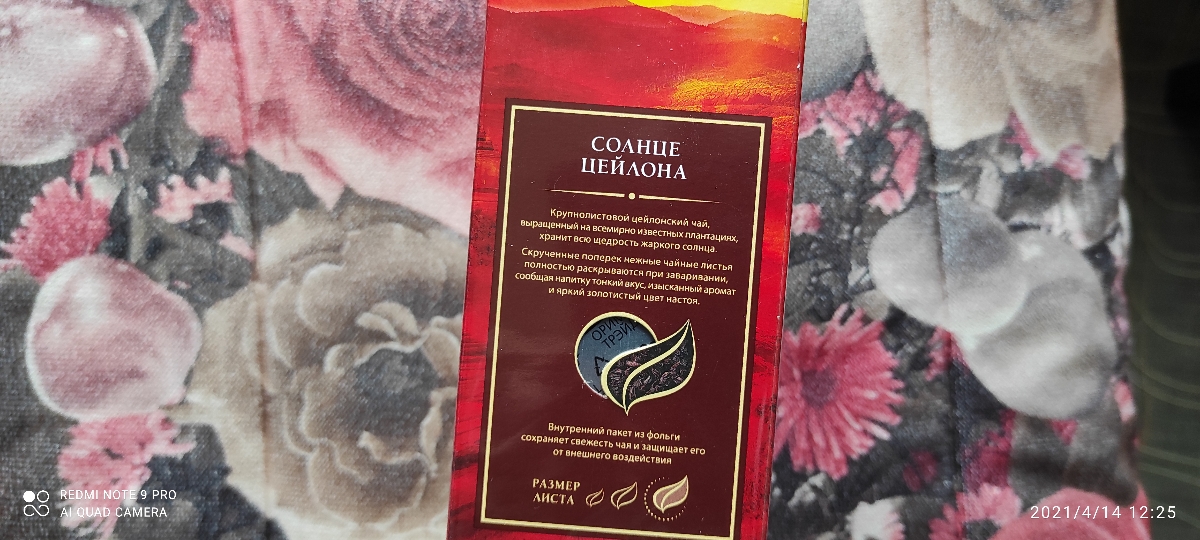 СОЛНЦЕ
ЦЕЙЛОНА
Крупнолистовой цейлонский чай,
выращенный на всемирно известных плантациях,
хранит всю щедрость жаркого солнца.
Скрученные поперек нежные чайные листья
полностью раскрываются при заваривании,
сообщая напитку тонкий вкус, изысканный аромат
и яркий золотистый цвет настоя.
Внутренний пакет из фольги
сохраняет свежесть чая и защищает его
от внешнего воздействия
РАЗМЕР
ЛИСТА
REDMI NOTE 9 PRO
AI QUAD CAMERA
2021/4/14 12:25